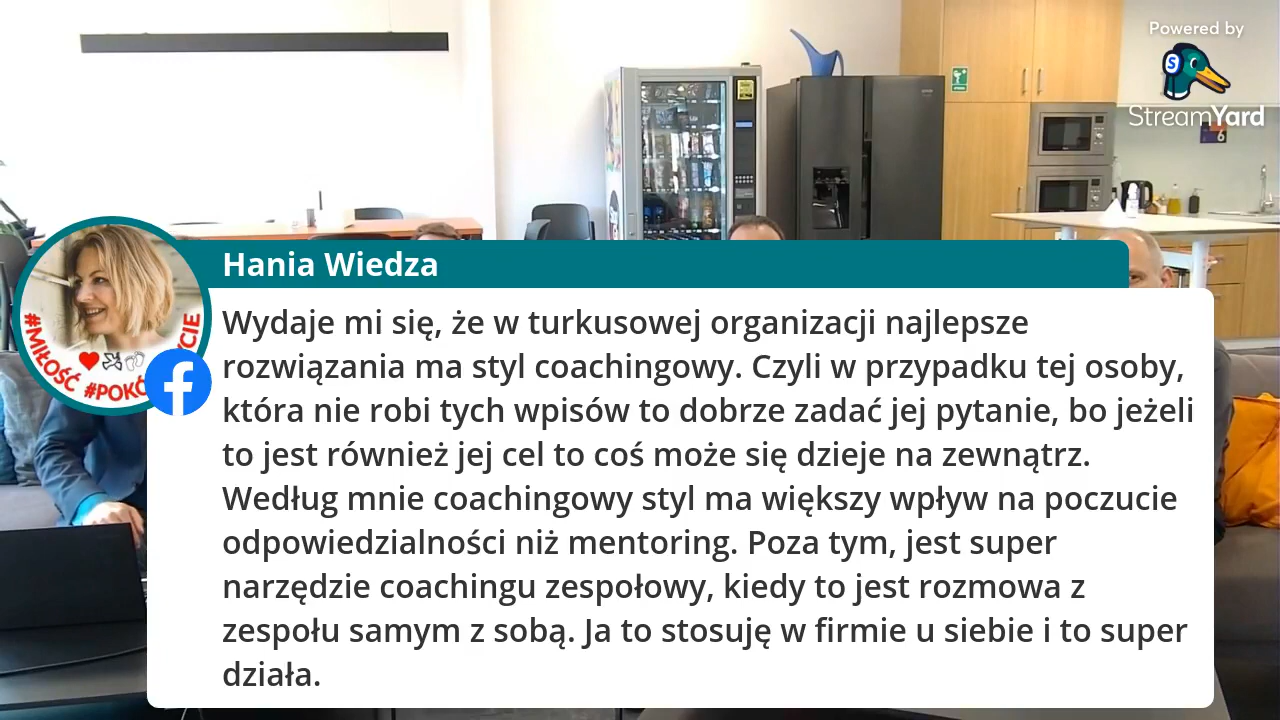 Powered by
StreamYard
S
6
Hania Wiedza
#MIŁOŚĆ #POKÓ
YCIE
Wydaje mi się, że w turkusowej organizacji najlepsze
rozwiązania ma styl coachingowy. Czyli w przypadku tej osoby,
która nie robi tych wpisów to dobrze zadać jej pytanie, bo jeżeli
to jest również jej cel to coś może się dzieje na zewnątrz.
Według mnie coachingowy styl ma większy wpływ na poczucie
odpowiedzialności niż mentoring. Poza tym, jest super
narzędzie coachingu zespołowy, kiedy to jest rozmowa z
zespołu samym z sobą. Ja to stosuję w firmie u siebie i to super
działa.